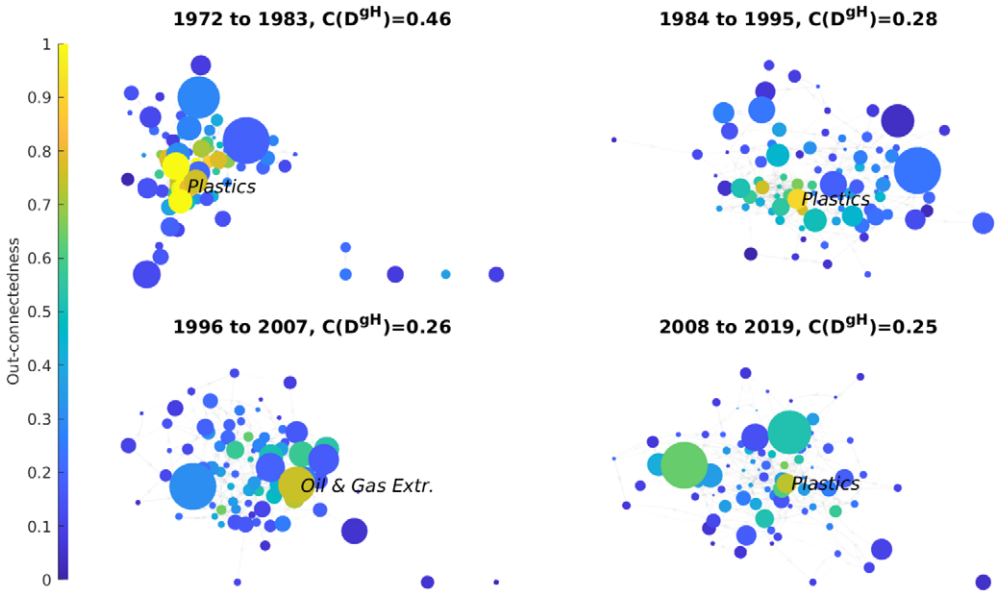 1972 to 1983, C(D^gH)=0.46
1984 to 1995, C(D^gH)=0.28
1
0.9
0.8
0.7
0.6
0.5
0.4
0.3
0.2
0.1
0
Out-connectedness
Plastics
Plastics
1996 to 2007, C(D^gH)=0.26
2008 to 2019, C(D^gH)=0.25
Oil & Gas Extr.
Plastics